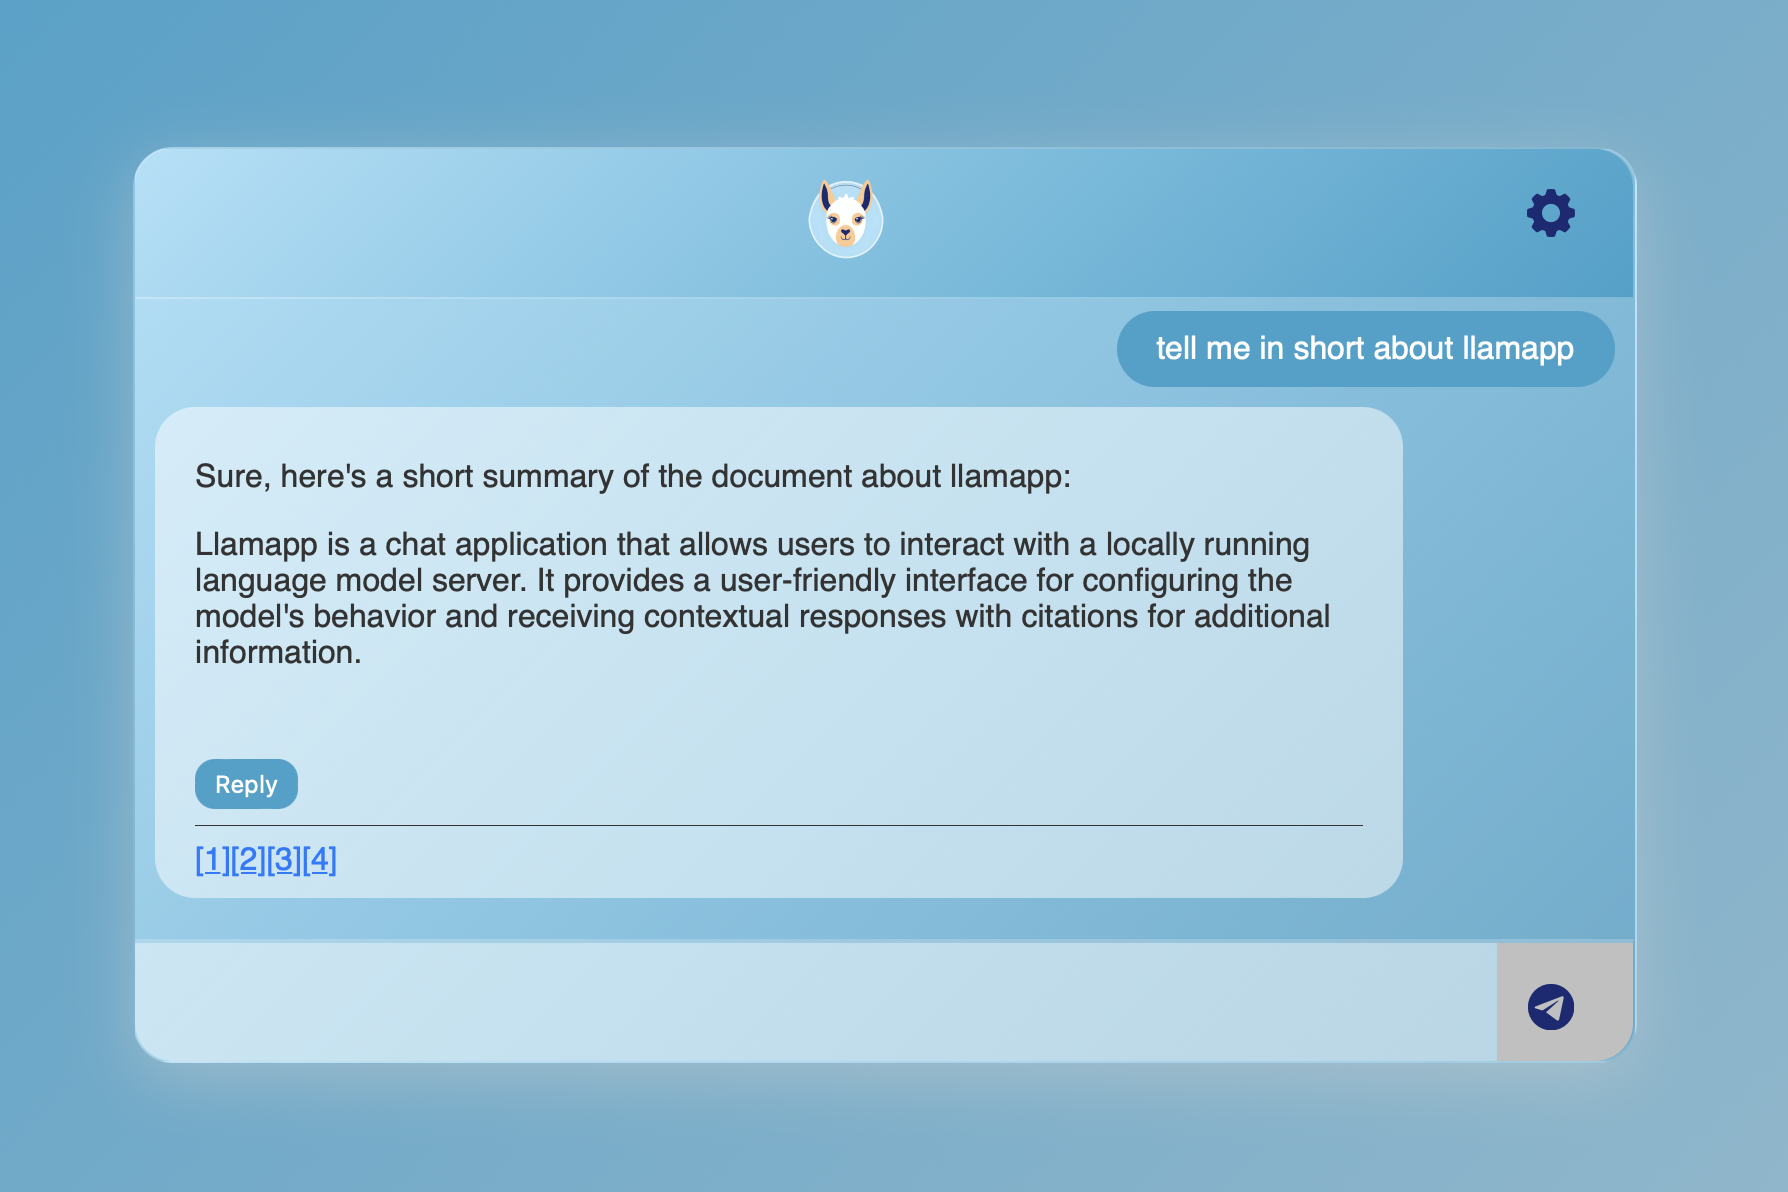 tell me in short about llamapp
Sure, here's a short summary of the document about llamapp:
Llamapp is a chat application that allows users to interact with a locally running
language model server. It provides a user-friendly interface for configuring the
model's behavior and receiving contextual responses with citations for additional
information.
Reply
[1][2][3][4]